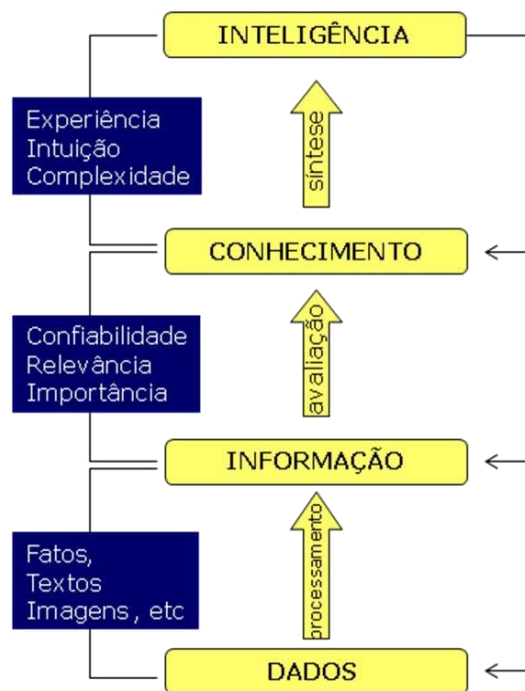 INTELIGÊNCIA
Experiência
Intuição
Complexidade
síntese
CONHECIMENTO
Confiabilidade
Relevância
Importância
avaliação
INFORMAÇÃO
Fatos,
Textos
Imagens, etc
processamento
DADOS